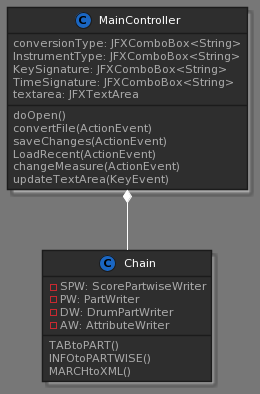 C MainController
conversionType: JFXComboBox<String>
InstrumentType: JFXComboBox<String>
KeySignature: JFXComboBox<String>
TimeSignature: JFXComboBox<String>
textarea: JFXTextArea
doOpen()
convertFile(ActionEvent)
saveChanges(ActionEvent)
LoadRecent(ActionEvent)
changeMeasure(ActionEvent)
updateTextArea(KeyEvent)
C Chain
SPW: ScorePartwiseWriter
PW: PartWriter
DW: DrumPartWriter
AW: AttributeWriter
TABtoPART()
INFOtoPARTWISE()
MARCHtoXML()